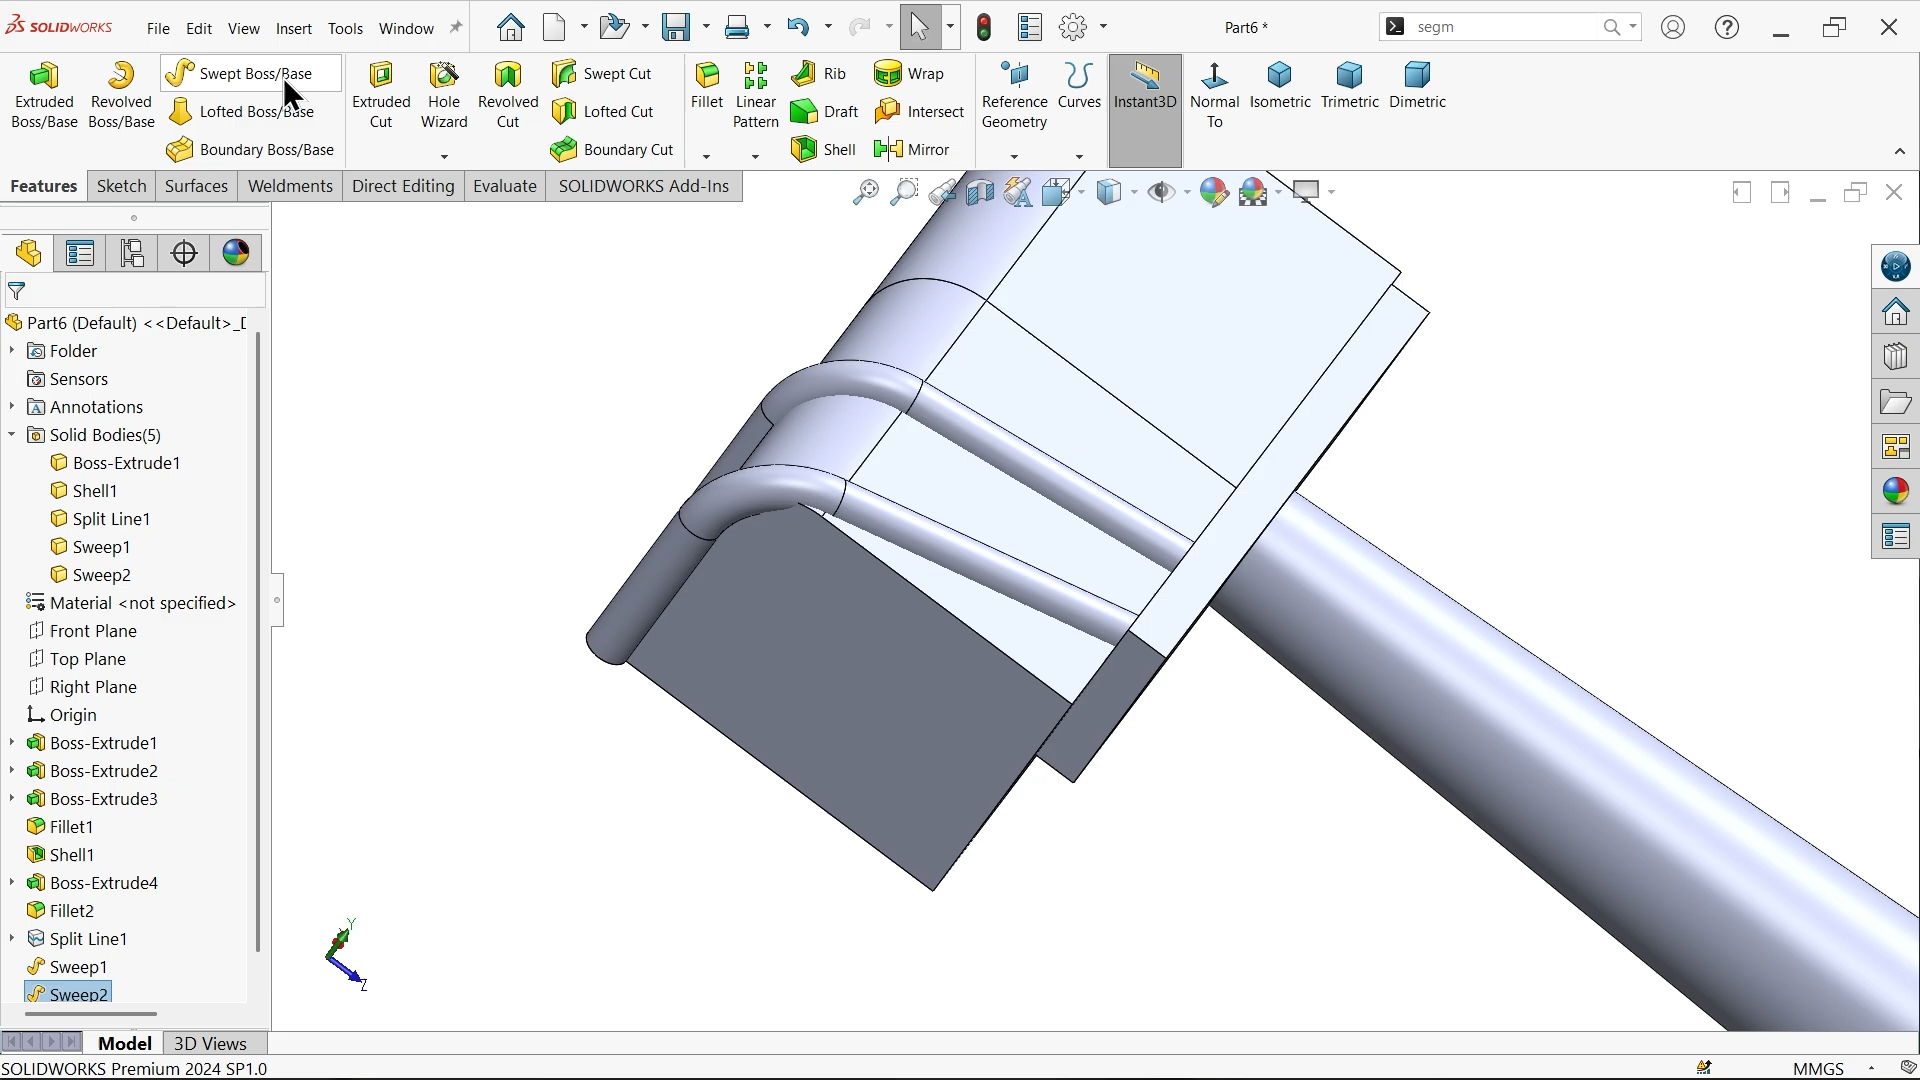 SOLIDWORKS File Edit View Insert Tools Window Part6 * segm
Extruded Boss/Base
Revolved Boss/Base
Swept Boss/Base
Lofted Boss/Base
Boundary Boss/Base
Extruded Cut
Hole Wizard
Revolved Cut
Swept Cut
Lofted Cut
Boundary Cut
Fillet
Linear Pattern
Rib
Draft
Shell
Wrap
Intersect
Mirror
Reference Geometry
Curves
Instant3D
Normal To
Isometric
Trimetric
Dimetric
Features Sketch Surfaces Weldments Direct Editing Evaluate SOLIDWORKS Add-Ins
Part6 (Default) <<Default>_D
Folder
Sensors
Annotations
Solid Bodies(5)
Boss-Extrude1
Shell1
Split Line1
Sweep1
Sweep2
Material <not specified>
Front Plane
Top Plane
Right Plane
Origin
Boss-Extrude1
Boss-Extrude2
Boss-Extrude3
Fillet1
Shell1
Boss-Extrude4
Fillet2
Split Line1
Sweep1
Sweep2
Y
Z
Model 3D Views
SOLIDWORKS Premium 2024 SP1.0 MMGS